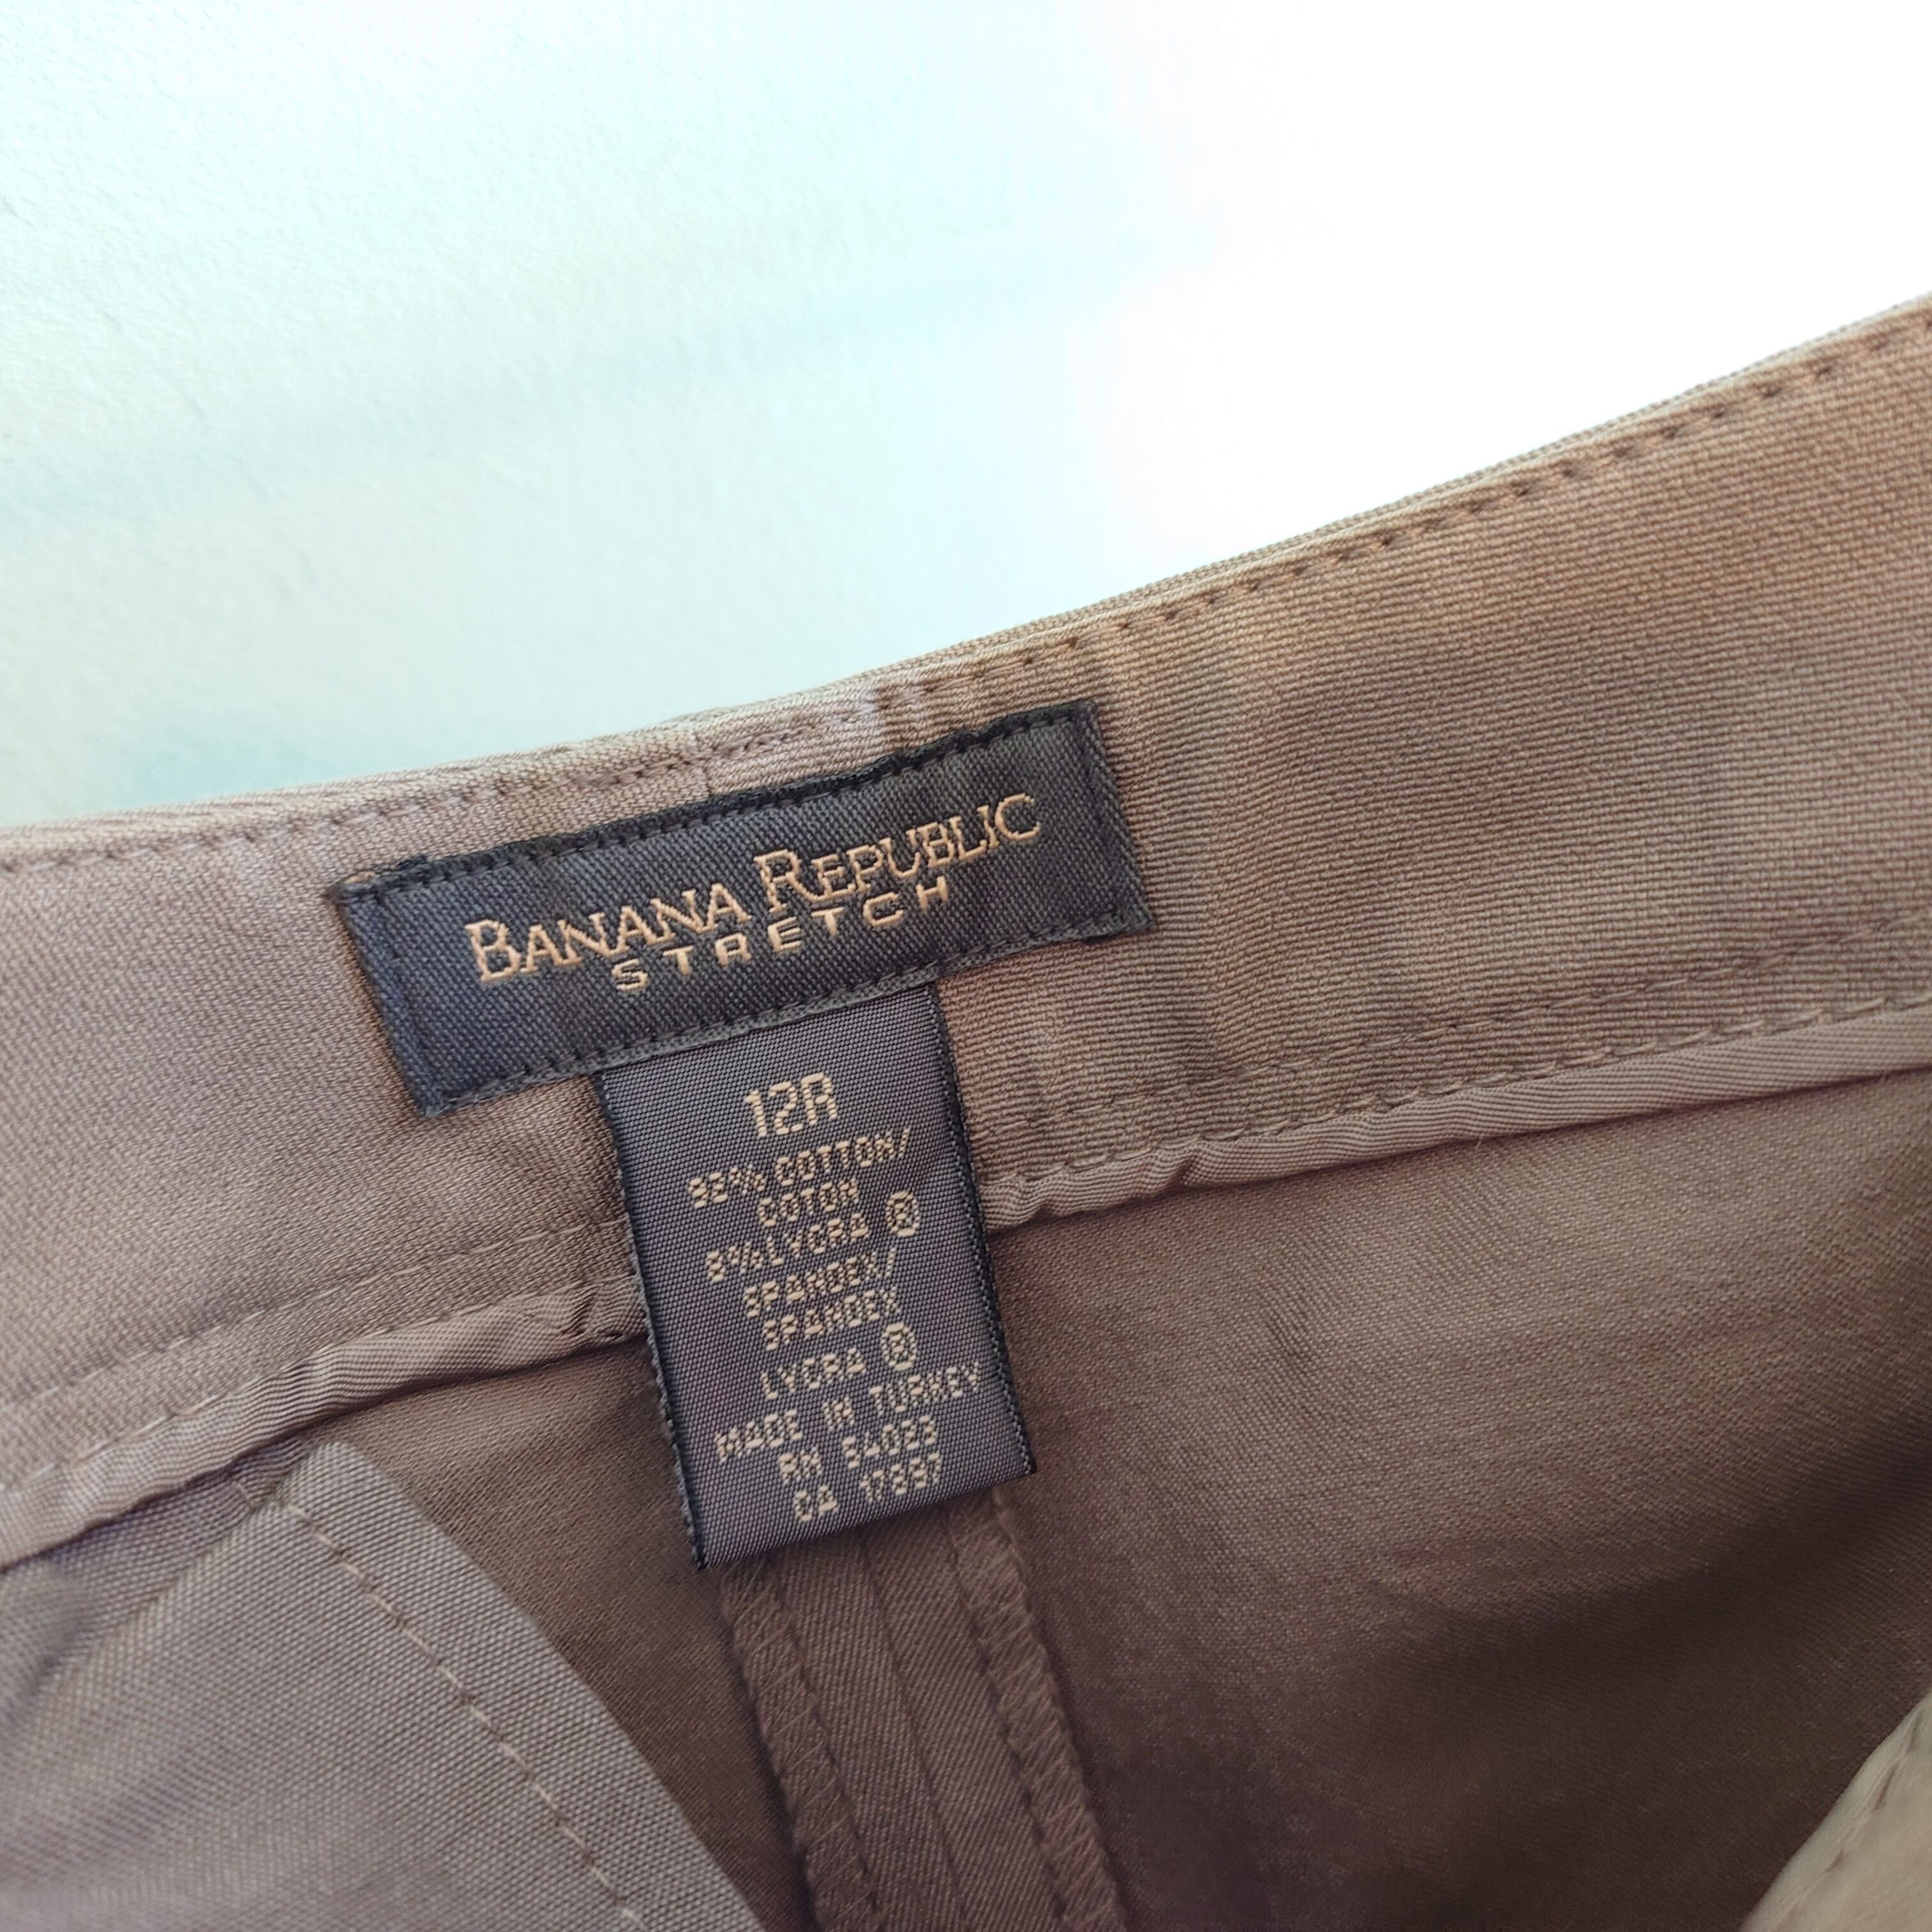 BANANA REPUBLIC
STRETCH
12R
92% COTTON/
COTON
8% LYCRA ®
SPANDEX/
SPANDEX
LYCRA ®
MADE IN TURKEY
RN 54023
CA 17897